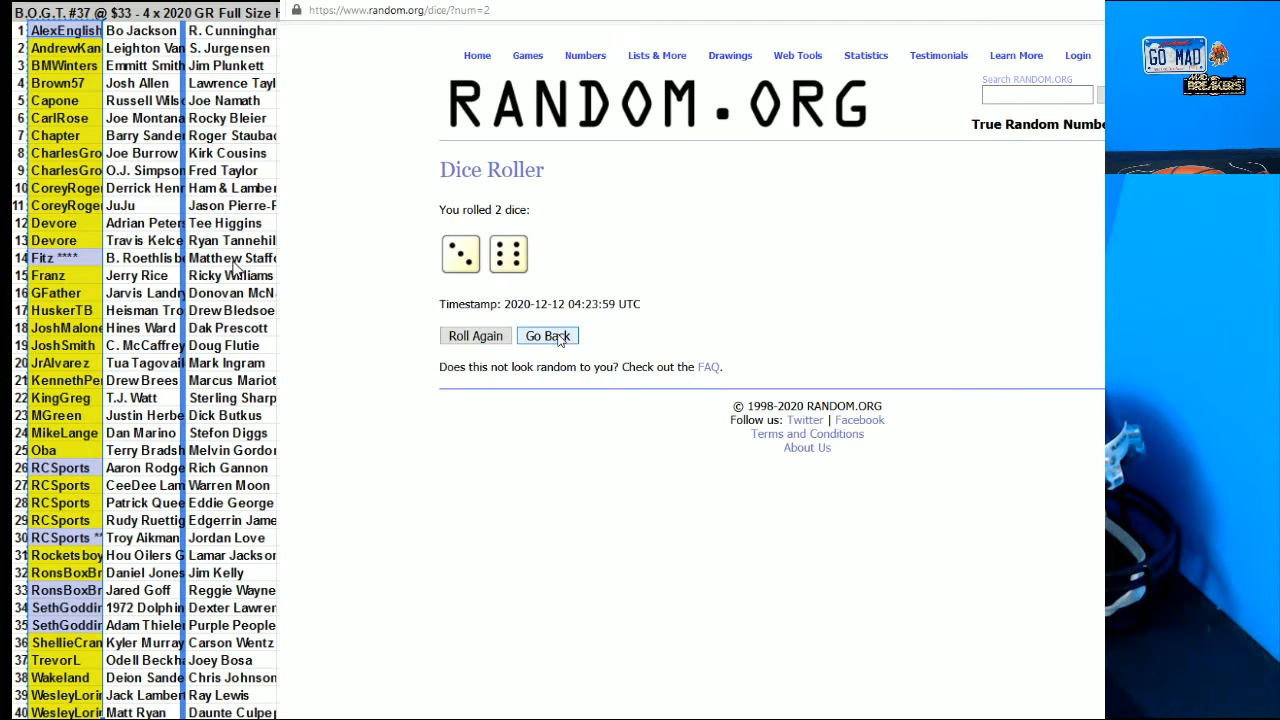 B.O.G.T. #37 @ $33 - 4 x 2020 GR Full Size H
1 AlexEnglish Bo Jackson R. Cunningham
2 AndrewKan Leighton Van S. Jurgensen
3 BMWinters Emmitt Smith Jim Plunkett
4 Brown57 Josh Allen Lawrence Tayl
5 Capone Russell Wils Joe Namath
6 CarlRose Joe Montana Rocky Bleier
7 Chapter Barry Sande Roger Staubac
8 CharlesGro Joe Burrow Kirk Cousins
9 CharlesGro O.J. Simpso Fred Taylor
10 CoreyRoger Derrick Henr Ham & Lamber
11 CoreyRoger JuJu Jason Pierre-F
12 Devore Adrian Peter Tee Higgins
13 Devore Travis Kelce Ryan Tannehil
14 Fitz **** B. Roethlisb Matthew Staffo
15 Franz Jerry Rice Ricky Williams
16 GFather Jarvis Landr Donovan McN
17 HuskerTB Heisman Tro Drew Bledsoe
18 JoshMalone Hines Ward Dak Prescott
19 JoshSmith C. McCaffrey Doug Flutie
20 JrAlvarez Tua Tagovail Mark Ingram
21 KennethPer Drew Brees Marcus Mariot
22 KingGreg T.J. Watt Sterling Sharp
23 MGreen Justin Herbe Dick Butkus
24 MikeLange Dan Marino Stefon Diggs
25 Oba Terry Bradsh Melvin Gordo
26 RCSports Aaron Rodge Rich Gannon
27 RCSports CeeDee Lam Warren Moon
28 RCSports Patrick Quee Eddie George
29 RCSports Rudy Ruettig Edgerrin Jame
30 RCSports ** Troy Aikman Jordan Love
31 Rocketsboy Hou Oilers G Lamar Jackson
32 RonsBoxBr Daniel Jones Jim Kelly
33 RonsBoxBr Jared Goff Reggie Wayne
34 SethGoddin 1972 Dolphin Dexter Lawren
35 SethGoddin Adam Thieler Purple People
36 ShellieCran Kyler Murray Carson Wentz
37 TrevorL Odell Beckha Joey Bosa
38 Wakeland Deion Sande Chris Johnson
39 WesleyLorin Jack Lamber Ray Lewis
40 WesleyLorin Matt Ryan Daunte Culpe
https://www.random.org/dice/?num=2
Home Games Numbers Lists & More Drawings Web Tools Statistics Testimonials Learn More Login
Search RANDOM.ORG
RANDOM.ORG
True Random Numbe
Dice Roller
You rolled 2 dice:
Timestamp: 2020-12-12 04:23:59 UTC
Roll Again Go Back
Does this not look random to you? Check out the FAQ.
© 1998-2020 RANDOM.ORG
Follow us: Twitter | Facebook
Terms and Conditions
About Us
GO MAD
MAD
BREAKERS